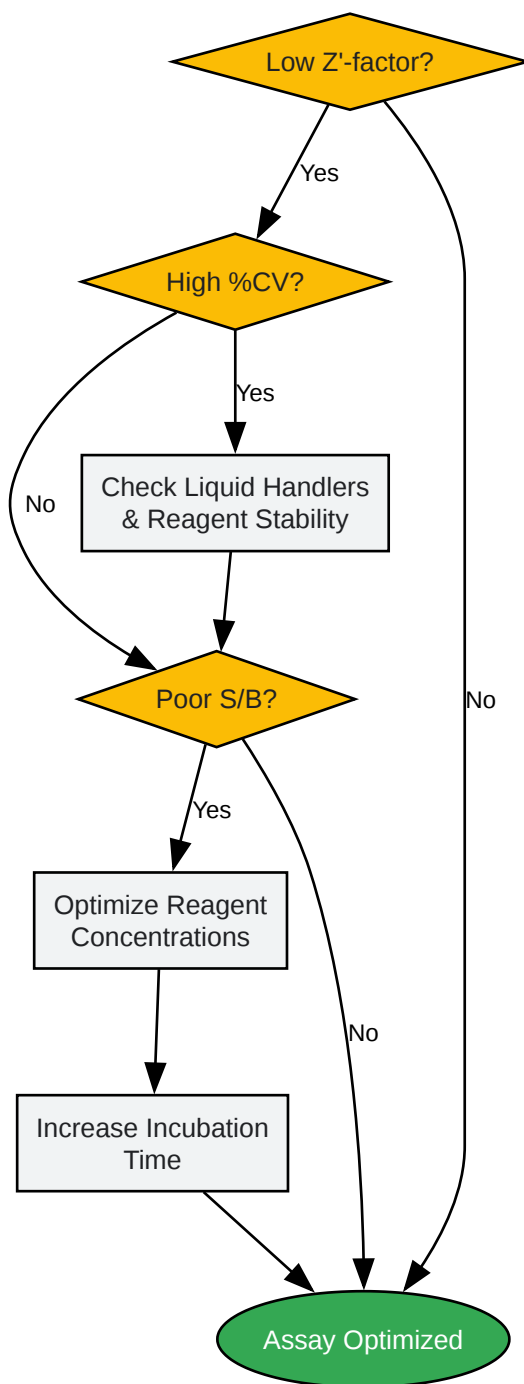 Low Z'-factor?
Yes
High %CV?
Yes
Check Liquid Handlers
& Reagent Stability
No
Poor S/B?
No
Yes
Optimize Reagent
Concentrations
No
Increase Incubation
Time
Assay Optimized